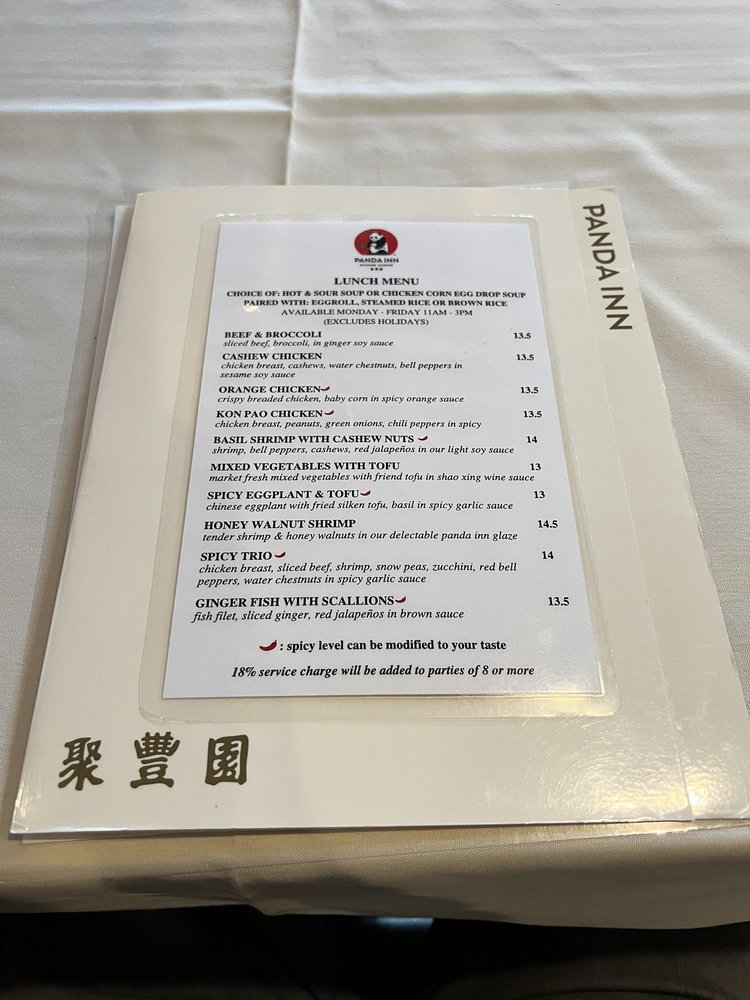 PANDA INN
PANDA INN
LUNCH MENU
CHOICE OF: HOT & SOUR SOUP OR CHICKEN CORN EGG DROP SOUP
PAIRED WITH: EGGROLL, STEAMED RICE OR BROWN RICE
AVAILABLE MONDAY - FRIDAY 11AM - 3PM
(EXCLUDES HOLIDAYS)
BEEF & BROCCOLI 13.5
sliced beef, broccoli, in ginger soy sauce
CASHEW CHICKEN 13.5
chicken breast, cashews, water chestnuts, bell peppers in
sesame soy sauce
ORANGE CHICKEN 13.5
crispy breaded chicken, baby corn in spicy orange sauce
KON PAO CHICKEN 13.5
chicken breast, peanuts, green onions, chili peppers in spicy
BASIL SHRIMP WITH CASHEW NUTS 14
shrimp, bell peppers, cashews, red jalapeños in our light soy sauce
MIXED VEGETABLES WITH TOFU 13
market fresh mixed vegetables with friend tofu in shao xing wine sauce
SPICY EGGPLANT & TOFU 13
chinese eggplant with fried silken tofu, basil in spicy garlic sauce
HONEY WALNUT SHRIMP 14.5
tender shrimp & honey walnuts in our delectable panda inn glaze
SPICY TRIO 14
chicken breast, sliced beef, shrimp, snow peas, zucchini, red bell
peppers, water chestnuts in spicy garlic sauce
GINGER FISH WITH SCALLIONS 13.5
fish filet, sliced ginger, red jalapeños in brown sauce
: spicy level can be modified to your taste
18% service charge will be added to parties of 8 or more
聚豐園